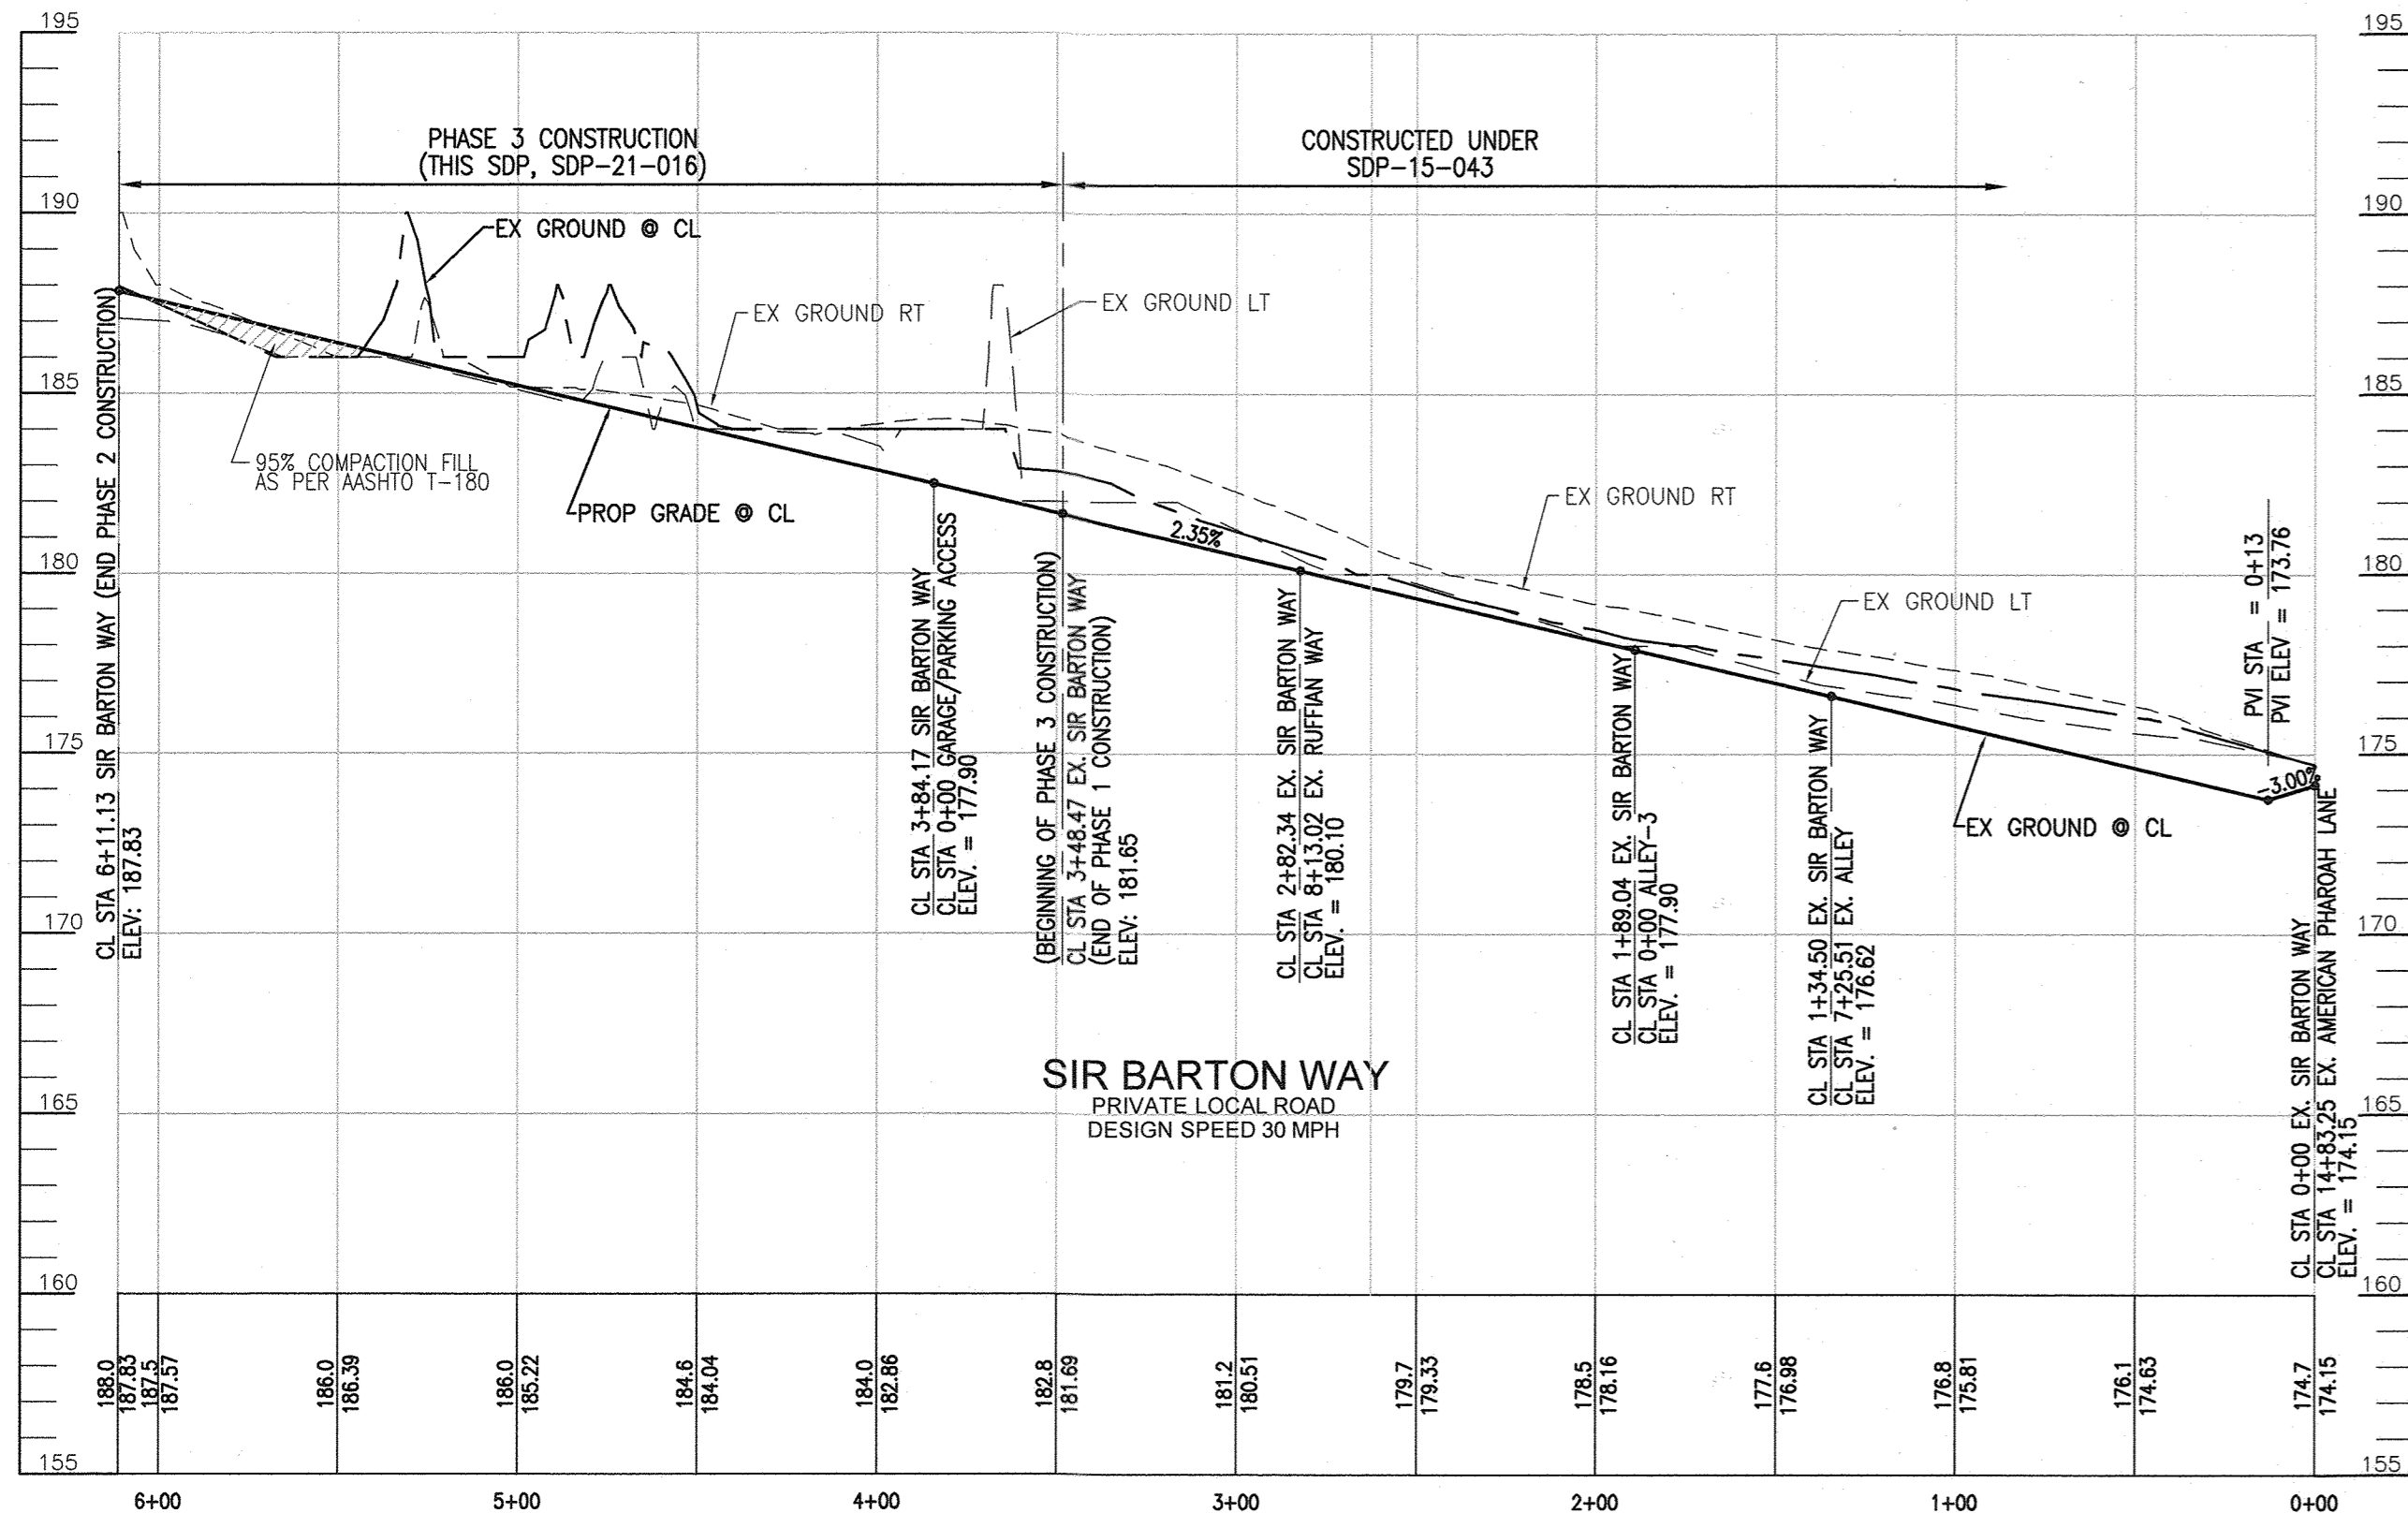 195
190
185
180
175
170
165
160
155
195
190
185
180
175
170
165
160
155
PHASE 3 CONSTRUCTION
(THIS SDP, SDP-21-016)
CONSTRUCTED UNDER
SDP-15-043
EX GROUND @ CL
EX GROUND RT
EX GROUND LT
95% COMPACTION FILL
AS PER AASHTO T-180
PROP GRADE @ CL
2.35%
EX GROUND RT
EX GROUND LT
EX GROUND @ CL
-3.00%
PVI STA = 0+13
PVI ELEV = 173.76
CL STA 6+11.13 SIR BARTON WAY (END PHASE 2 CONSTRUCTION)
ELEV: 187.83
CL STA 3+84.17 SIR BARTON WAY
CL STA 0+00 GARAGE/PARKING ACCESS
ELEV. = 177.90
(BEGINNING OF PHASE 3 CONSTRUCTION)
CL STA 3+48.47 EX. SIR BARTON WAY
(END OF PHASE 1 CONSTRUCTION)
ELEV: 181.65
CL STA 2+82.34 EX. SIR BARTON WAY
CL STA 8+13.02 EX. RUFFIAN WAY
ELEV. = 180.10
CL STA 1+89.04 EX. SIR BARTON WAY
CL STA 0+00 ALLEY-3
ELEV. = 177.90
CL STA 1+34.50 EX. SIR BARTON WAY
CL STA 7+25.51 EX. ALLEY
ELEV. = 176.62
CL STA 0+00 EX. SIR BARTON WAY
CL STA 14+83.25 EX. AMERICAN PHAROAH LANE
ELEV. = 174.15
SIR BARTON WAY
PRIVATE LOCAL ROAD
DESIGN SPEED 30 MPH
188.0
187.83
187.5
187.57
186.0
186.39
186.0
185.22
184.6
184.04
184.0
182.86
182.8
181.69
181.2
180.51
179.7
179.33
178.5
178.16
177.6
176.98
176.8
175.81
176.1
174.63
174.7
174.15
6+00
5+00
4+00
3+00
2+00
1+00
0+00